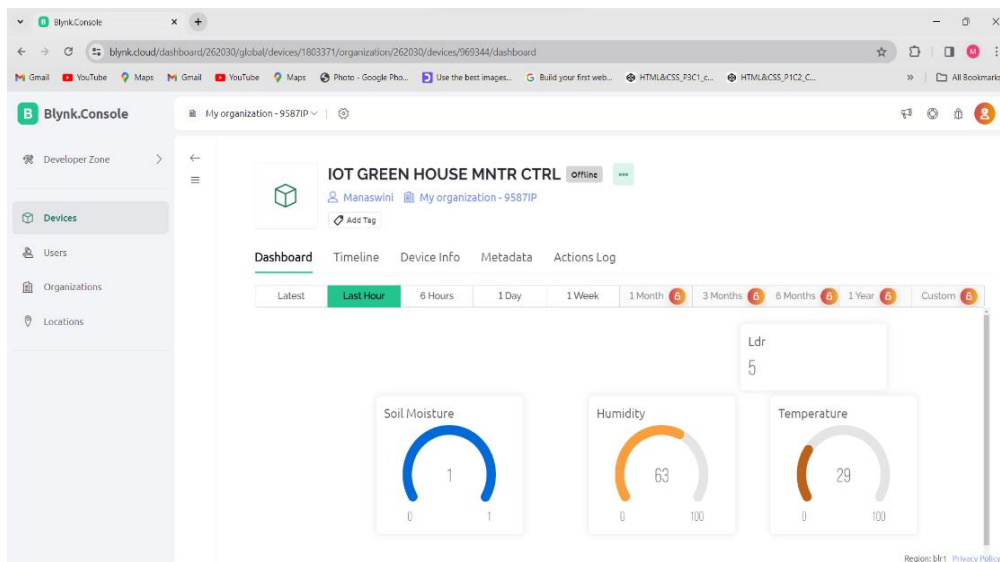 Blynk.Console
blynk.cloud/dashboard/262030/global/devices/1803371/organization/262030/devices/969344/dashboard
Gmail YouTube Maps Gmail YouTube Maps Photo - Google Pho... Use the best images... Build your first web... HTML&CSS_P3C1_c... HTML&CSS_P1C2_C... » All Bookmarks
B Blynk.Console
My organization - 9587IP
Developer Zone
Devices
Users
Organizations
Locations
IOT GREEN HOUSE MNTR CTRL Offline
Manaswini My organization - 9587IP
Add Tag
Dashboard Timeline Device Info Metadata Actions Log
Latest Last Hour 6 Hours 1 Day 1 Week 1 Month 3 Months 6 Months 1 Year Custom
Ldr
5
Soil Moisture Humidity Temperature
1 63 29
0 1 0 100 0 100
Region: blr1 Privacy Policy